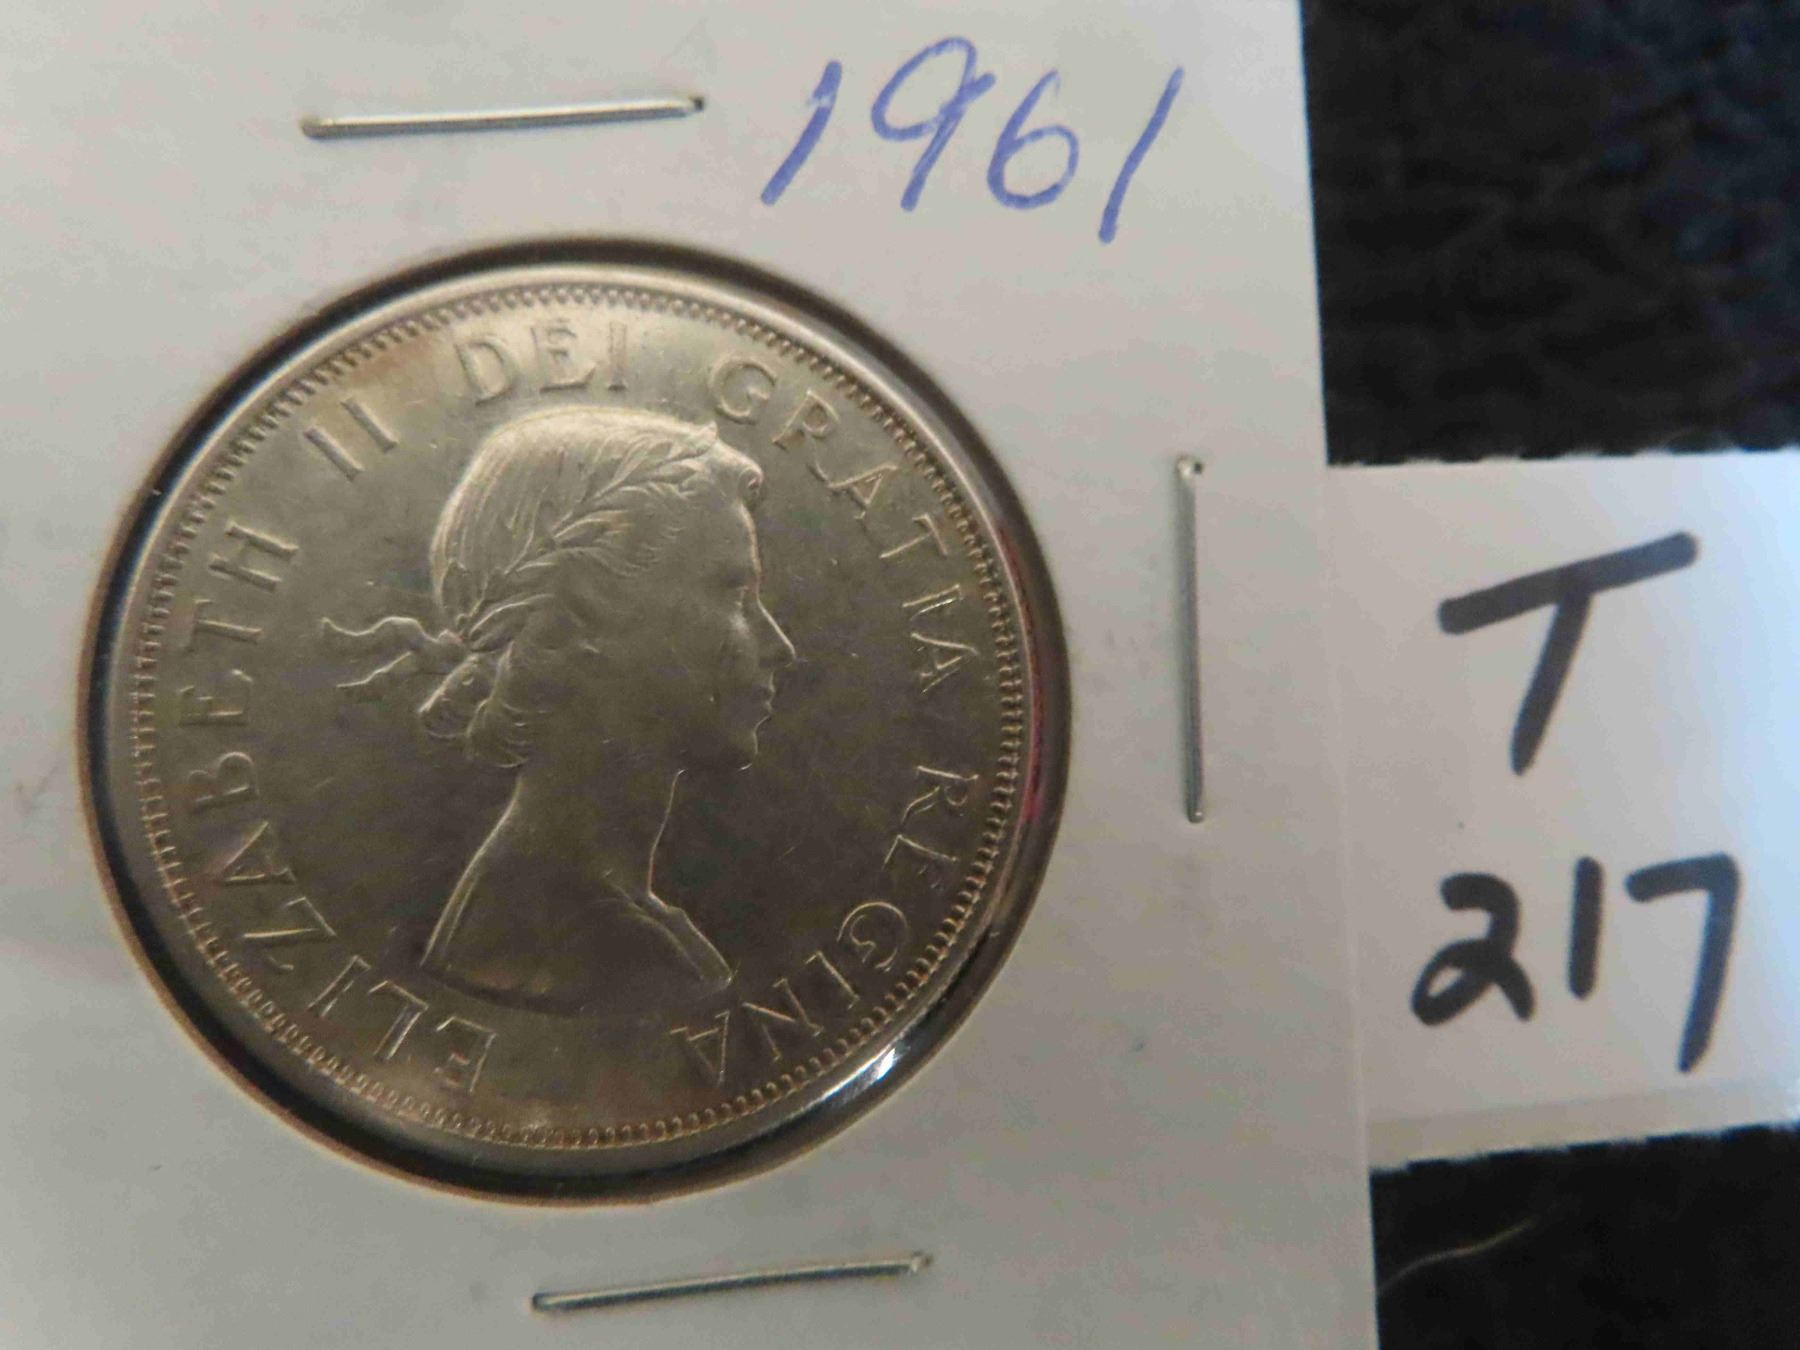 1961
ELIZABETH II DEI GRATIA REGINA
T
217